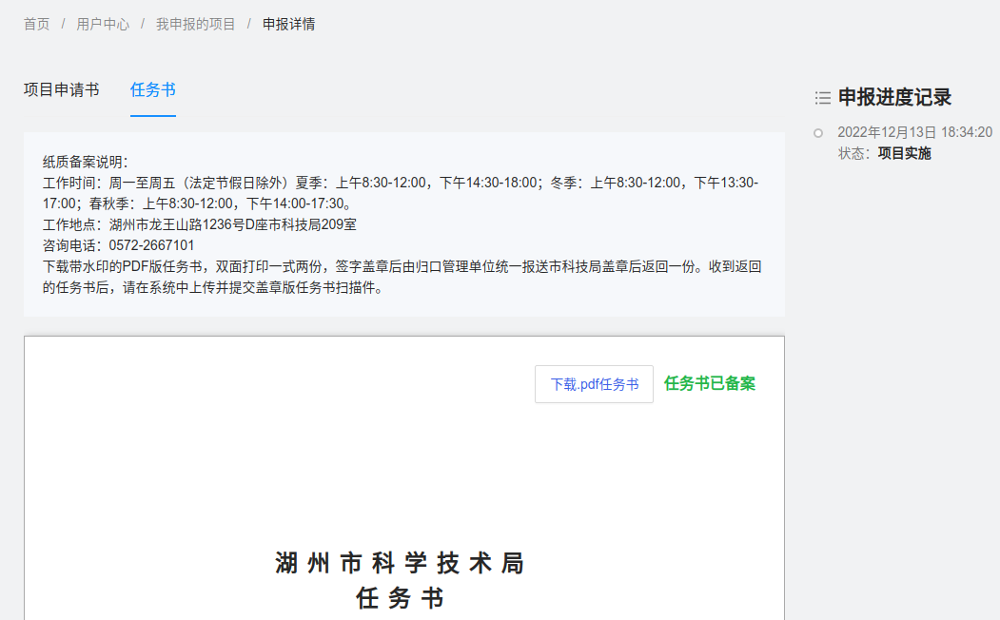 首页 / 用户中心 / 我申报的项目 / 申报详情
项目申请书 任务书
申报进度记录
2022年12月13日 18:34:20
状态：项目实施
纸质备案说明：
工作时间：周一至周五（法定节假日除外）夏季：上午8:30-12:00，下午14:30-18:00；冬季：上午8:30-12:00，下午13:30-
17:00；春秋季：上午8:30-12:00，下午14:00-17:30。
工作地点：湖州市龙王山路1236号D座市科技局209室
咨询电话：0572-2667101
下载带水印的PDF版任务书，双面打印一式两份，签字盖章后由归口管理单位统一报送市科技局盖章后返回一份。收到返回
的任务书后，请在系统中上传并提交盖章版任务书扫描件。
下载.pdf任务书 任务书已备案
湖州市科学技术局
任务书